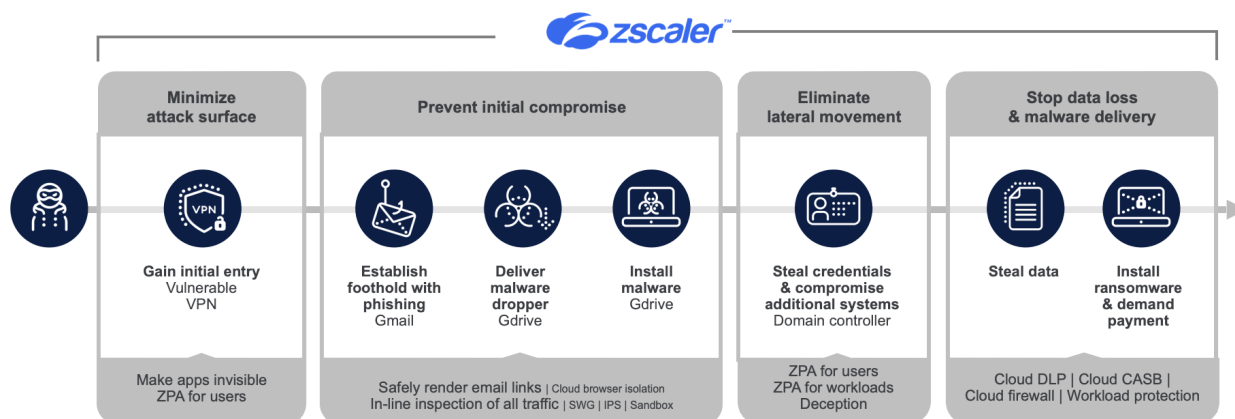 zscaler™
Minimize
attack surface
Prevent initial compromise
Eliminate
lateral movement
Stop data loss
& malware delivery
VPN
Gain initial entry
Vulnerable
VPN
Establish
foothold with
phishing
Gmail
Deliver
malware
dropper
Gdrive
Install
malware
Gdrive
Steal credentials
& compromise
additional systems
Domain controller
Steal data
Install
ransomware
& demand
payment
Make apps invisible
ZPA for users
Safely render email links | Cloud browser isolation
In-line inspection of all traffic | SWG | IPS | Sandbox
ZPA for users
ZPA for workloads
Deception
Cloud DLP | Cloud CASB |
Cloud firewall | Workload protection